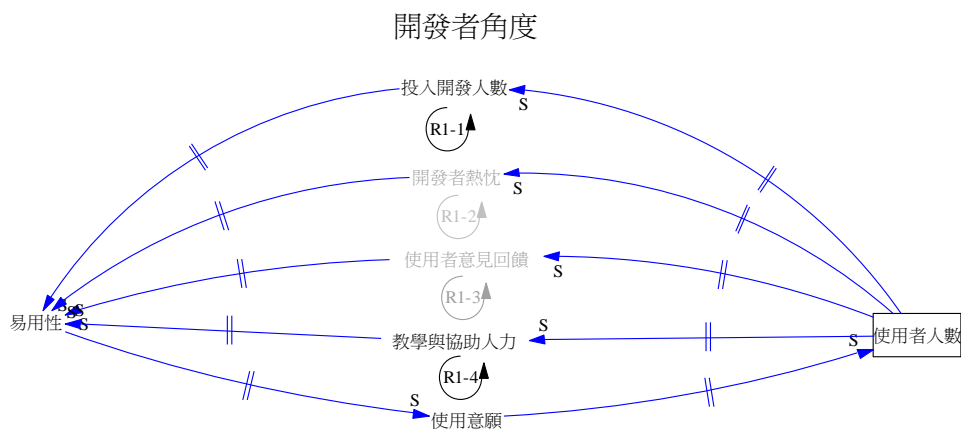 開發者角度
投入開發人數
S
R1-1
開發者熱忱
S
R1-2
使用者意見回饋
S
R1-3
易用性
S
S
S
S
教學與協助人力
S
使用者人數
S
R1-4
S
使用意願